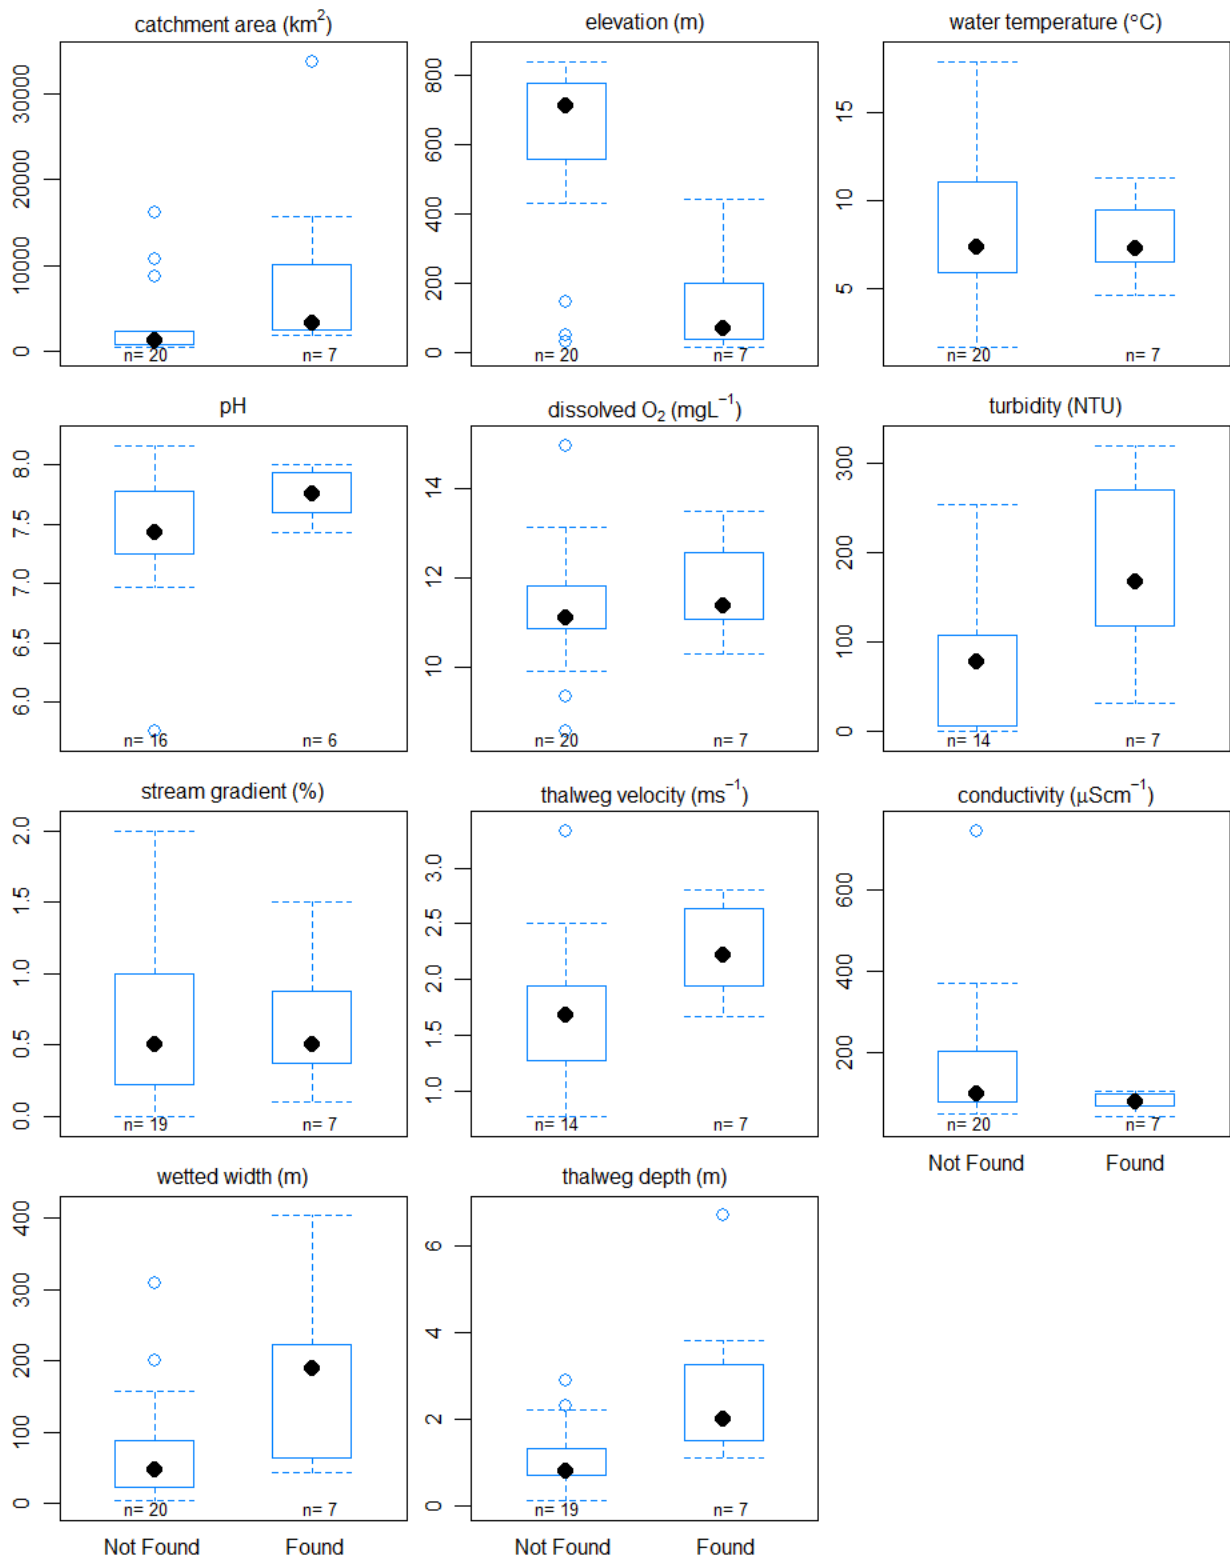 catchment area (km²)
elevation (m)
water temperature (°C)
30000
20000
10000
0
n= 20
n= 7
800
600
400
200
0
n= 20
n= 7
15
10
5
n= 20
n= 7
pH
dissolved O₂ (mgL⁻¹)
turbidity (NTU)
8.0
7.5
7.0
6.5
6.0
n= 16
n= 6
14
12
10
n= 20
n= 7
300
200
100
0
n= 14
n= 7
stream gradient (%)
thalweg velocity (ms⁻¹)
conductivity (μScm⁻¹)
2.0
1.5
1.0
0.5
0.0
n= 19
n= 7
3.0
2.5
2.0
1.5
1.0
n= 14
n= 7
600
400
200
n= 20
n= 7
Not Found
Found
wetted width (m)
thalweg depth (m)
400
300
200
100
0
n= 20
n= 7
6
4
2
0
n= 19
n= 7
Not Found
Found
Not Found
Found